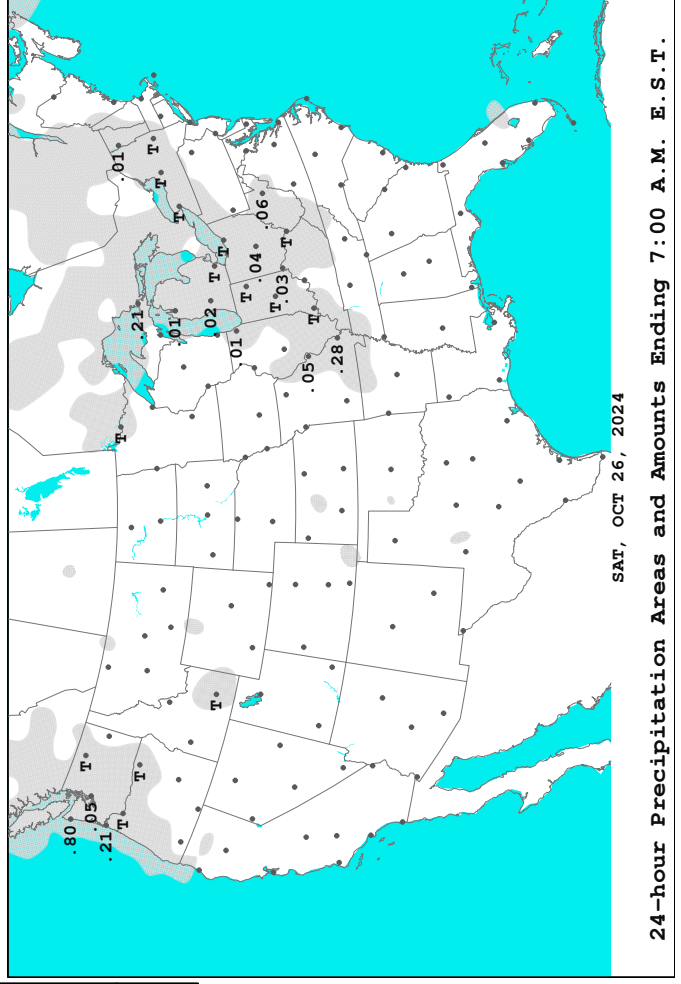 .80
T
.05
.21
.01
T
T
.21
T
T
T
.01
T
.02
T
T
T
.01
T
.04
.06
T
.03
T
.05
T
.28
SAT, OCT 26, 2024
24-hour Precipitation Areas and Amounts Ending 7:00 A.M. E.S.T.